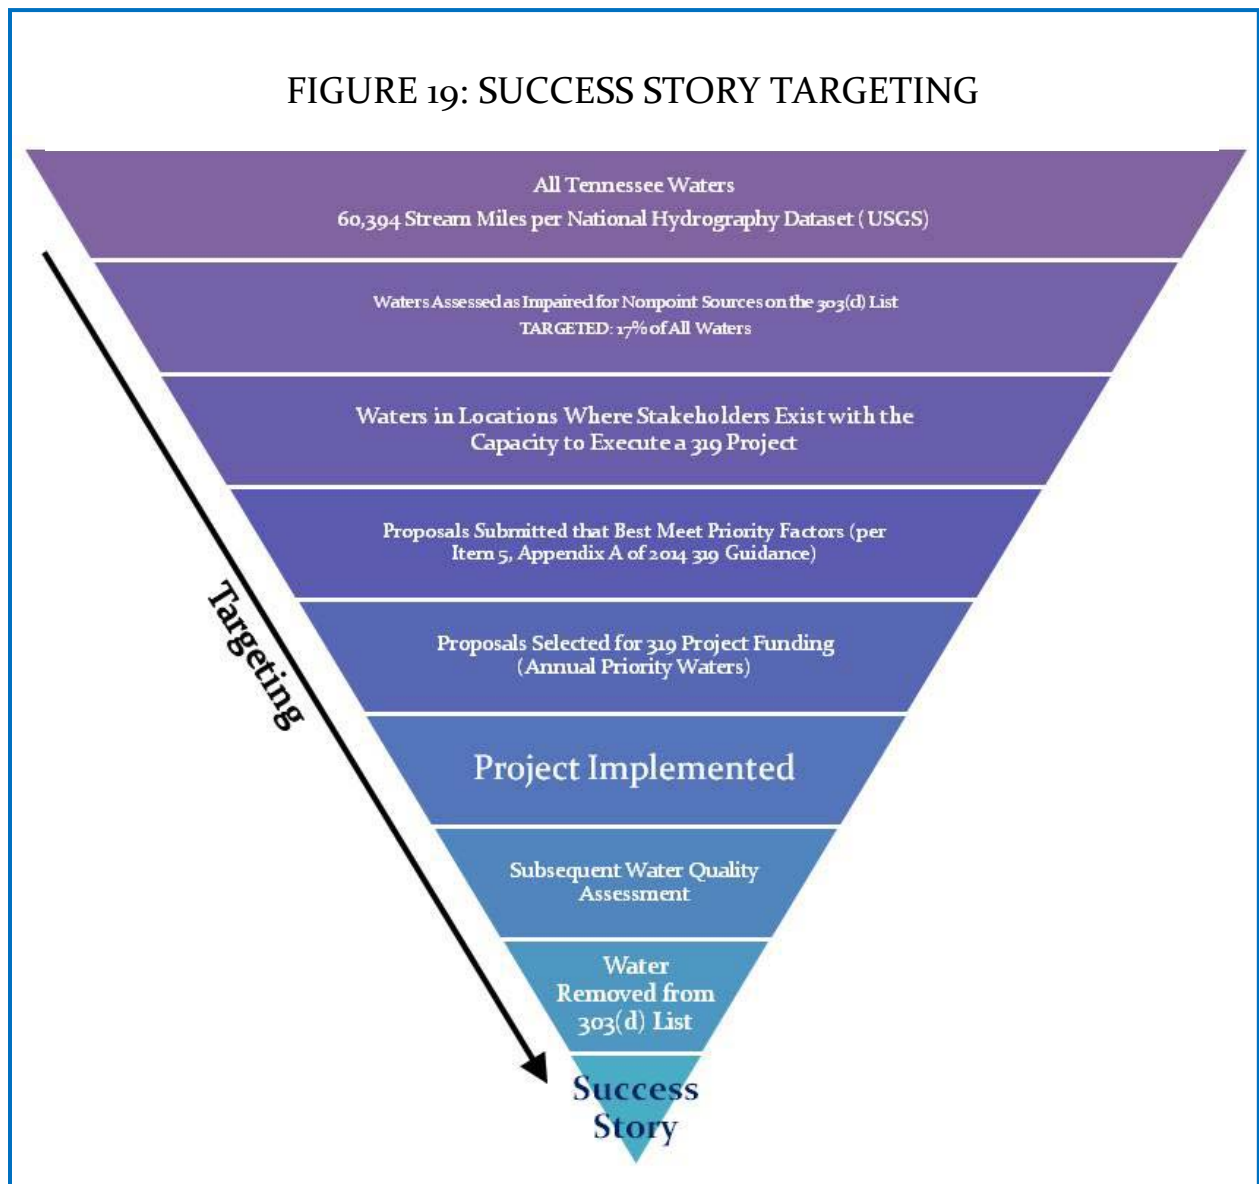 FIGURE 19: SUCCESS STORY TARGETING
All Tennessee Waters
60,394 Stream Miles per National Hydrography Dataset (USGS)
Waters Assessed as Impaired for Nonpoint Sources on the 303(d) List
TARGETED: 17% of All Waters
Waters in Locations Where Stakeholders Exist with the
Capacity to Execute a 319 Project
Proposals Submitted that Best Meet Priority Factors (per
Item 5, Appendix A of 2014 319 Guidance)
Proposals Selected for 319 Project Funding
(Annual Priority Waters)
Targeting
Project Implemented
Subsequent Water Quality
Assessment
Water
Removed from
303(d) List
Success
Story